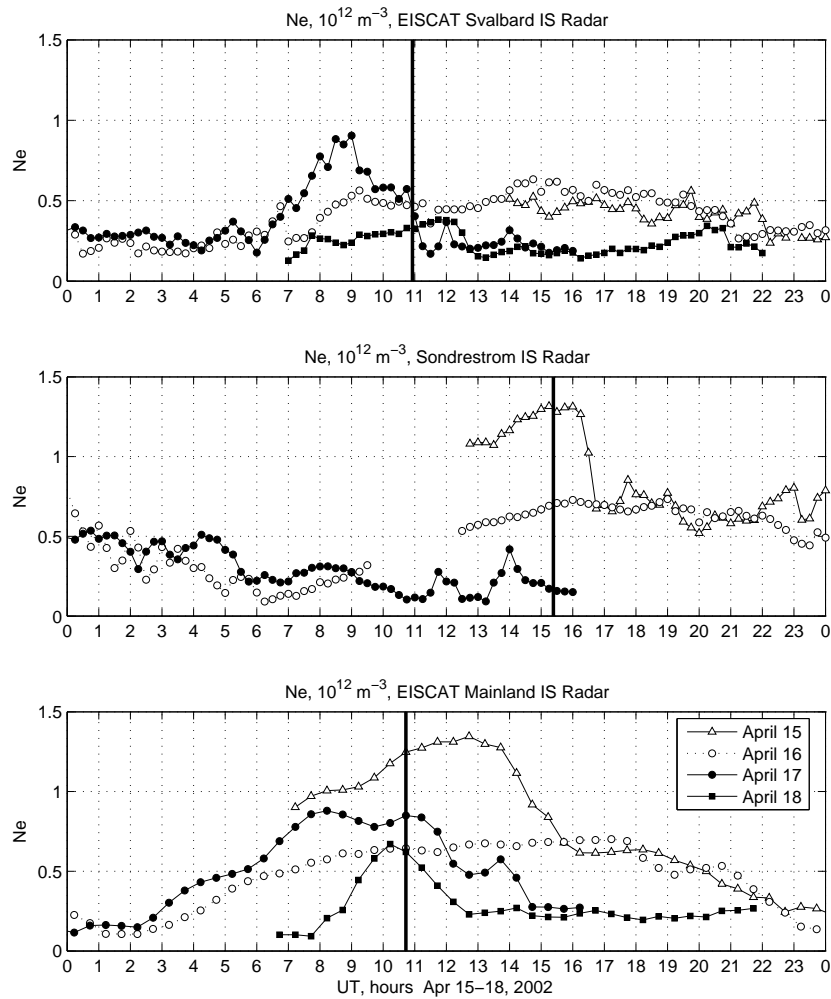 Ne, 10^12 m^−3, EISCAT Svalbard IS Radar
1.5
1
0.5
0
Ne
0 1 2 3 4 5 6 7 8 9 10 11 12 13 14 15 16 17 18 19 20 21 22 23 0
Ne, 10^12 m^−3, Sondrestrom IS Radar
1.5
1
0.5
0
Ne
0 1 2 3 4 5 6 7 8 9 10 11 12 13 14 15 16 17 18 19 20 21 22 23 0
Ne, 10^12 m^−3, EISCAT Mainland IS Radar
1.5
1
0.5
0
Ne
April 15
April 16
April 17
April 18
0 1 2 3 4 5 6 7 8 9 10 11 12 13 14 15 16 17 18 19 20 21 22 23 0
UT, hours Apr 15−18, 2002